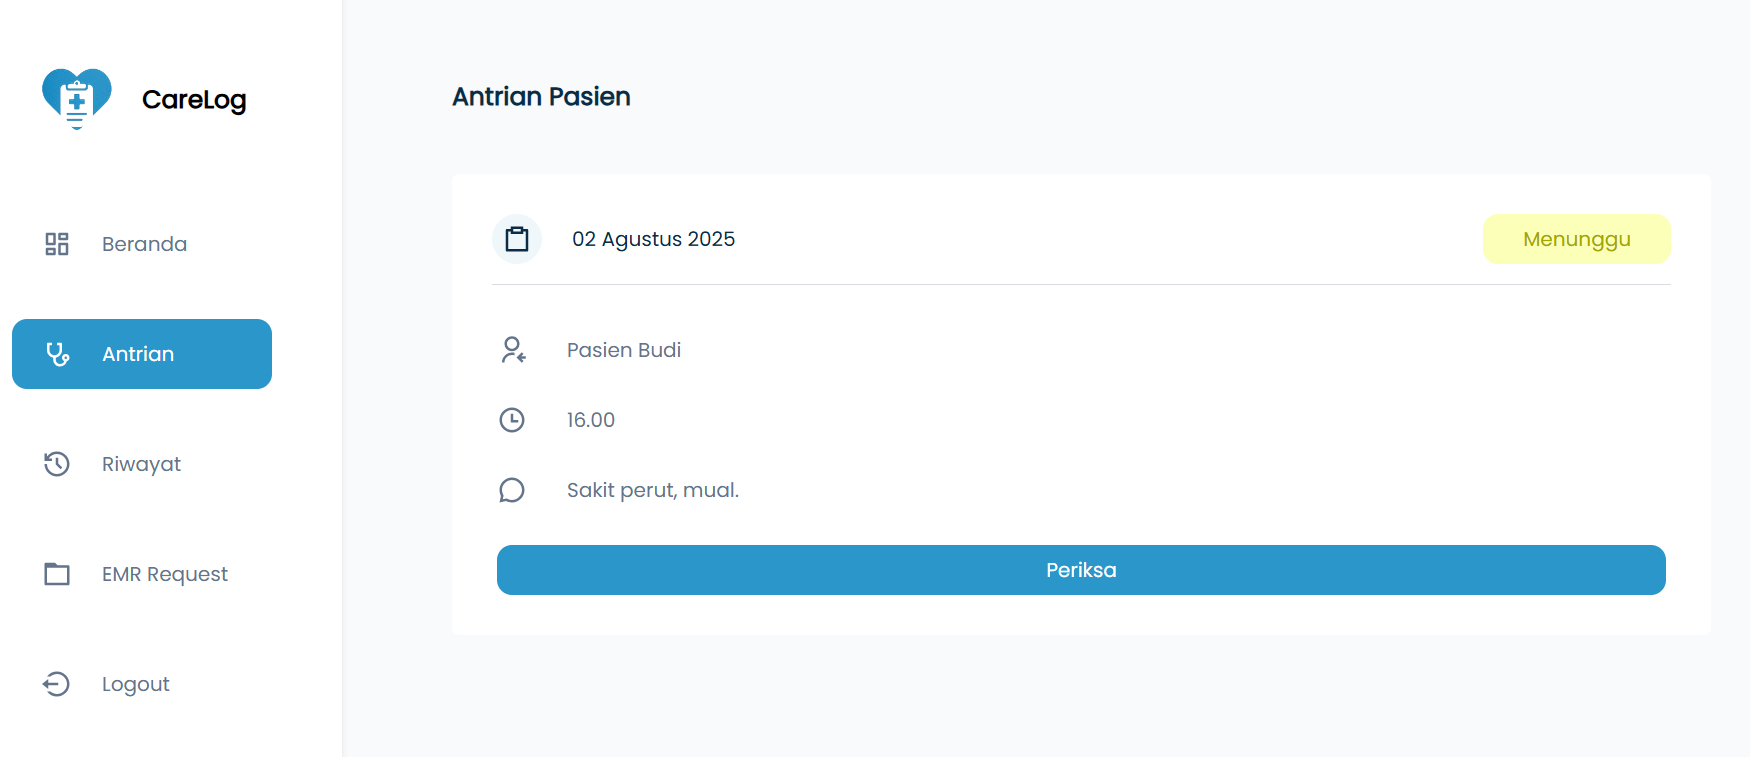 CareLog
Beranda
Antrian
Riwayat
EMR Request
Logout
Antrian Pasien
02 Agustus 2025
Menunggu
Pasien Budi
16.00
Sakit perut, mual.
Periksa